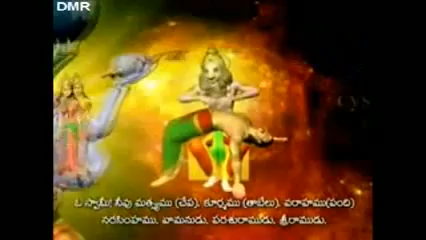 DMR
ఓ స్వామీ! నీవు మత్స్యము (చేప), కూర్మము (తాబేలు), వరాహము(పంది)
నరసింహము, వామనుడు, పరశురాముడు, శ్రీరాముడు,